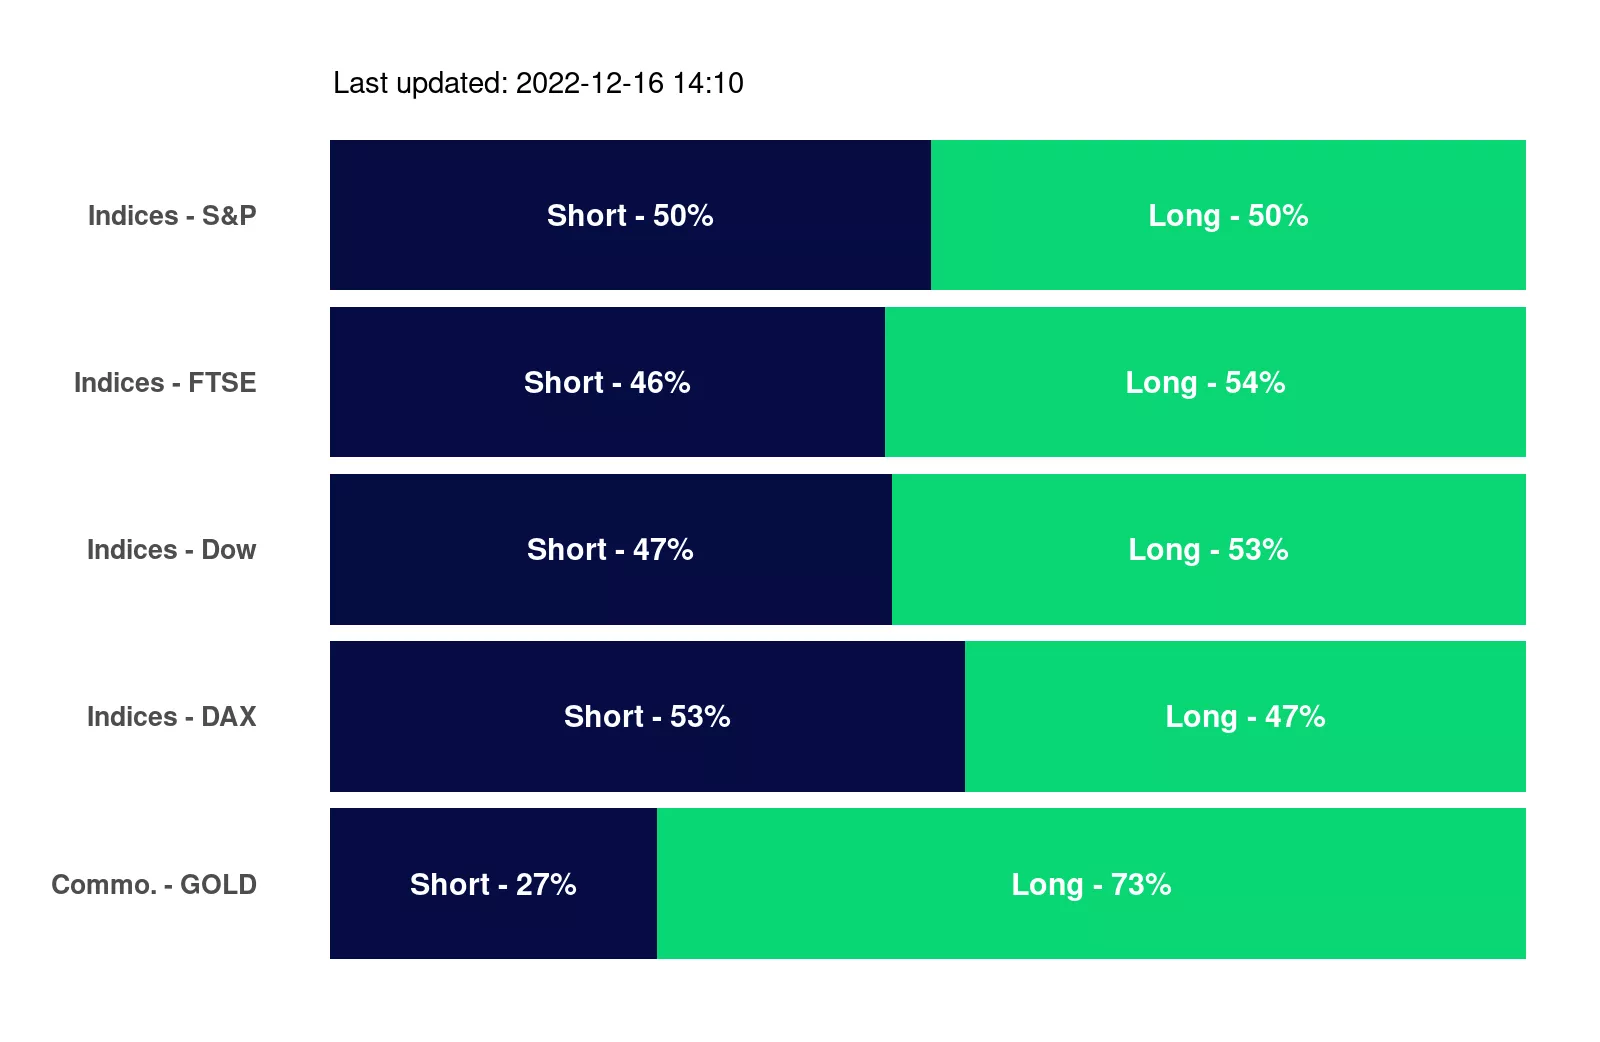 Last updated: 2022-12-16 14:10
Indices - S&P Short - 50% Long - 50%
Indices - FTSE Short - 46% Long - 54%
Indices - Dow Short - 47% Long - 53%
Indices - DAX Short - 53% Long - 47%
Commo. - GOLD Short - 27% Long - 73%